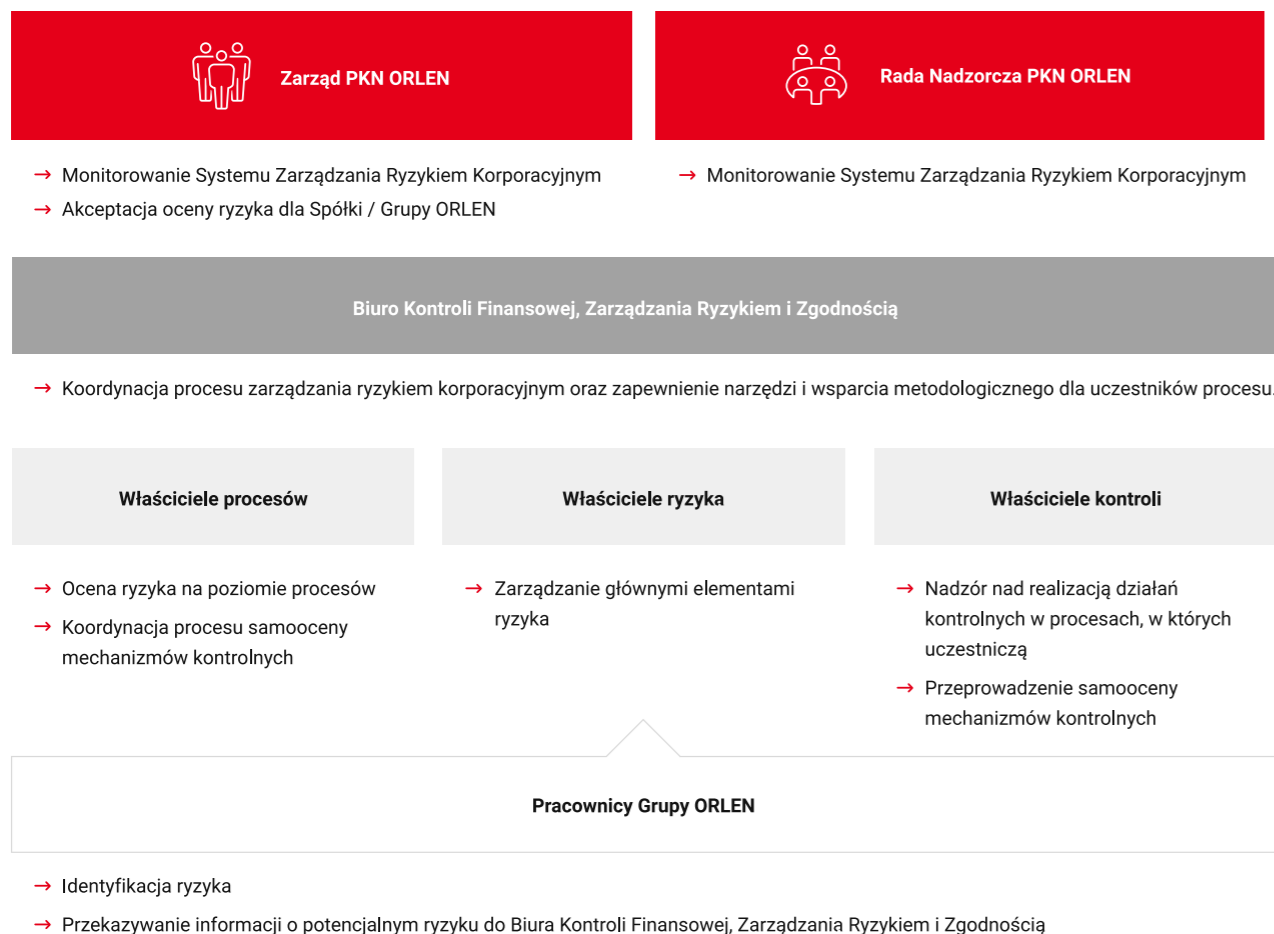 Zarząd PKN ORLEN
Rada Nadzorcza PKN ORLEN
→ Monitorowanie Systemu Zarządzania Ryzykiem Korporacyjnym
→ Akceptacja oceny ryzyka dla Spółki / Grupy ORLEN
→ Monitorowanie Systemu Zarządzania Ryzykiem Korporacyjnym
Biuro Kontroli Finansowej, Zarządzania Ryzykiem i Zgodnością
→ Koordynacja procesu zarządzania ryzykiem korporacyjnym oraz zapewnienie narzędzi i wsparcia metodologicznego dla uczestników procesu.
Właściciele procesów
→ Ocena ryzyka na poziomie procesów
→ Koordynacja procesu samooceny
mechanizmów kontrolnych
Właściciele ryzyka
→ Zarządzanie głównymi elementami
ryzyka
Właściciele kontroli
→ Nadzór nad realizacją działań
kontrolnych w procesach, w których
uczestniczą
→ Przeprowadzenie samooceny
mechanizmów kontrolnych
Pracownicy Grupy ORLEN
→ Identyfikacja ryzyka
→ Przekazywanie informacji o potencjalnym ryzyku do Biura Kontroli Finansowej, Zarządzania Ryzykiem i Zgodnością